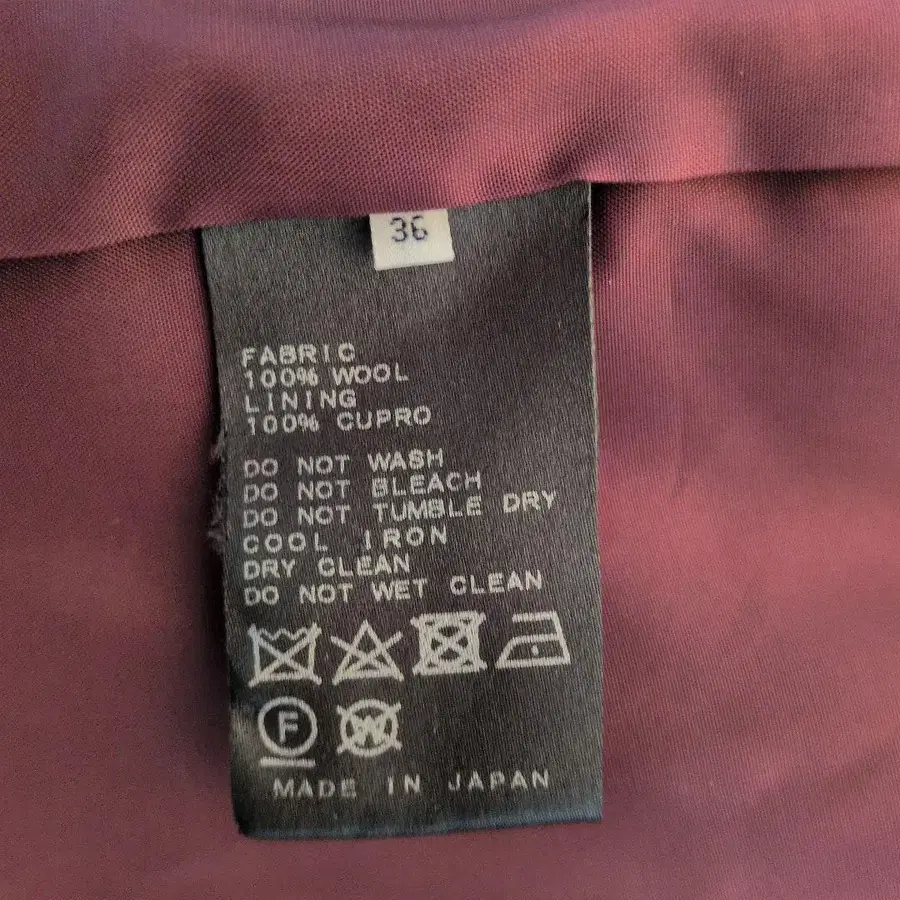 36
FABRIC
100% WOOL
LINING
100% CUPRO
DO NOT WASH
DO NOT BLEACH
DO NOT TUMBLE DRY
COOL IRON
DRY CLEAN
DO NOT WET CLEAN
F W
MADE IN JAPAN